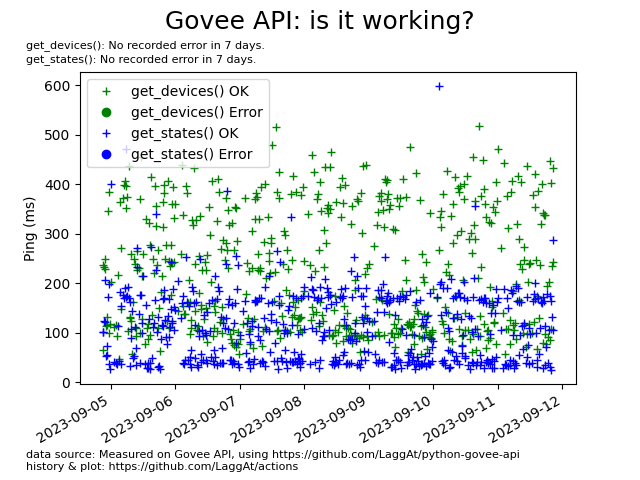 Govee API: is it working?
get_devices(): No recorded error in 7 days.
get_states(): No recorded error in 7 days.
get_devices() OK
get_devices() Error
get_states() OK
get_states() Error
Ping (ms)
600
500
400
300
200
100
0
2023-09-05
2023-09-06
2023-09-07
2023-09-08
2023-09-09
2023-09-10
2023-09-11
2023-09-12
data source: Measured on Govee API, using https://github.com/LaggAt/python-govee-api
history & plot: https://github.com/LaggAt/actions